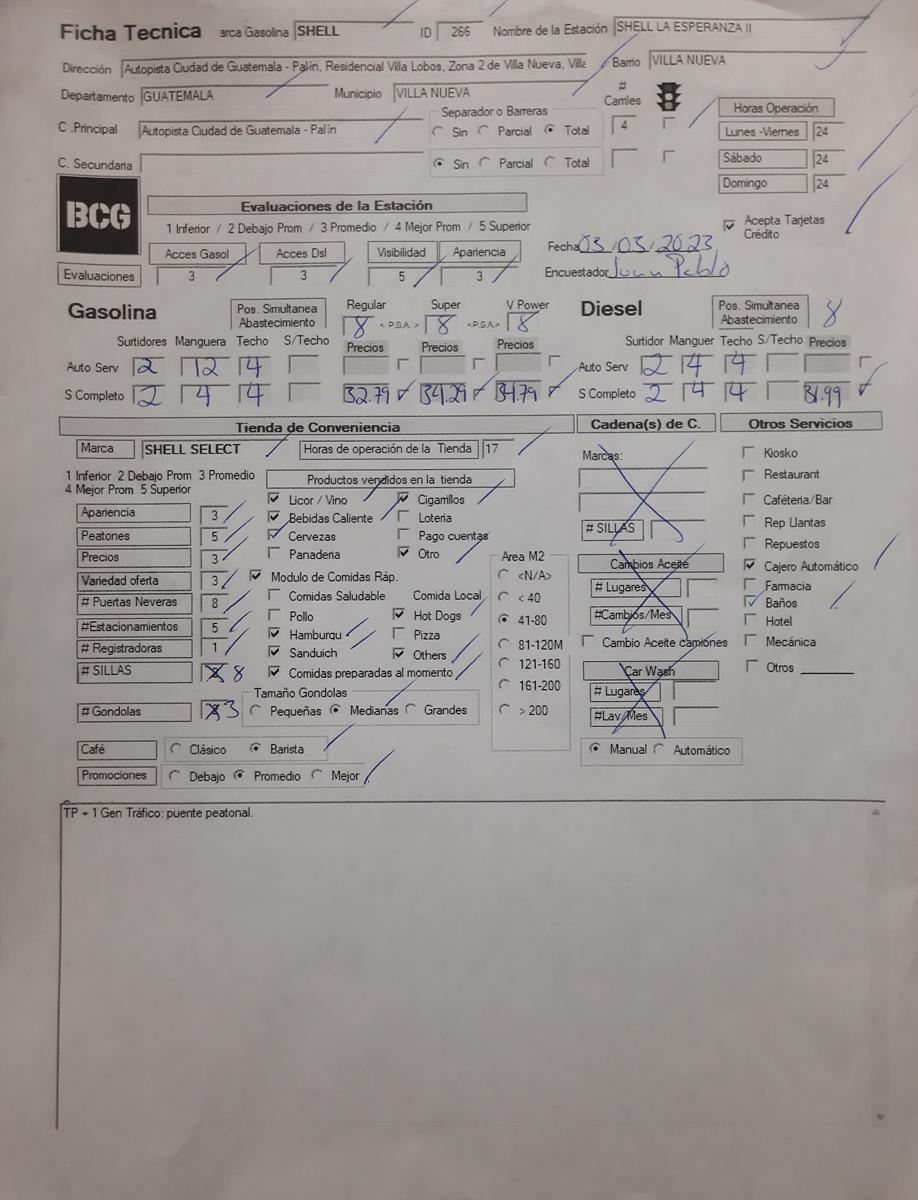 Ficha Tecnica arca Gasolina SHELL ID 266 Nombre de la Estación SHELL LA ESPERANZA II
Dirección Autopista Ciudad de Guatemala - Palín, Residencial Villa Lobos, Zona 2 de Villa Nueva, Villa Barrio VILLA NUEVA
Departamento GUATEMALA Municipio VILLA NUEVA # Carriles
Separador o Barreras Horas Operación
C .Principal Autopista Ciudad de Guatemala - Palín Sin Parcial Total 4 Lunes -Viernes 24
C. Secundaria Sin Parcial Total Sábado 24
Domingo 24
BCG
Evaluaciones de la Estación
1 Inferior / 2 Debajo Prom / 3 Promedio / 4 Mejor Prom / 5 Superior Acepta Tarjetas Crédito
Acces Gasol Acces Dsl Visibilidad Apariencia Fecha 03/03/2023
Evaluaciones 3 3 5 3 Encuestador Juan Pablo
Gasolina Pos. Simultanea Abastecimiento Regular Super V Power Diesel Pos. Simultanea Abastecimiento 8
8 < P.S.A > 8 <P.S.A> 8
Surtidores Manguera Techo S/Techo Precios Precios Precios Surtidor Manguer Techo S/Techo Precios
Auto Serv 2 12 4 Auto Serv 2 4 4
S Completo 2 4 4 32.79 34.29 34.79 S Completo 2 4 4 31.99
Tienda de Conveniencia Cadena(s) de C. Otros Servicios
Marca SHELL SELECT Horas de operación de la Tienda 17 Marcas: Kiosko
1 Inferior 2 Debajo Prom 3 Promedio
4 Mejor Prom 5 Superior Productos vendidos en la tienda Restaurant
Licor / Vino Cigarrillos Caféteria/Bar
Apariencia 3 Bebidas Caliente Loteria # SILLAS Rep Llantas
Peatones 5 Cervezas Pago cuentas Repuestos
Precios 3 Panaderia Otro Area M2 Cambios Aceite Cajero Automático
Variedad oferta 3 Modulo de Comidas Ráp. <N/A> # Lugares Farmacia
# Puertas Neveras 8 Comidas Saludable Comida Local < 40 Baños
#Estacionamientos 5 Pollo Hot Dogs 41-80 #Cambios/Mes Hotel
# Registradoras 1 Hamburgu Pizza 81-120M Cambio Aceite camiones Mecánica
# SILLAS 8 Sanduich Others 121-160 Car Wash Otros
Comidas preparadas al momento 161-200 # Lugares
# Gondolas 3 Tamaño Gondolas
Pequeñas Medianas Grandes > 200 #Lav/Mes
Café Clásico Barista Manual Automático
Promociones Debajo Promedio Mejor
TP + 1 Gen Tráfico: puente peatonal.